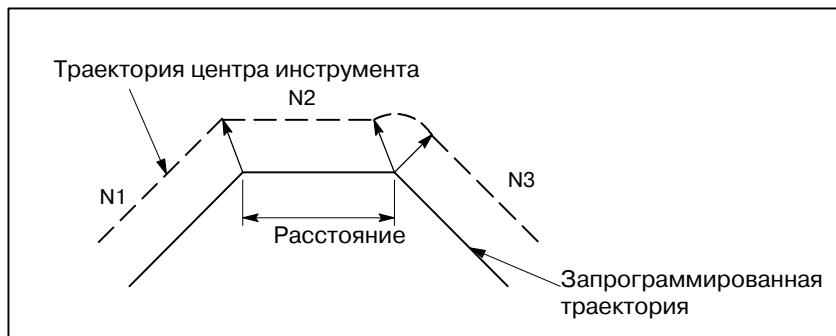 Траектория центра инструмента
N2
N1
N3
Расстояние
Запрограммированная
траектория